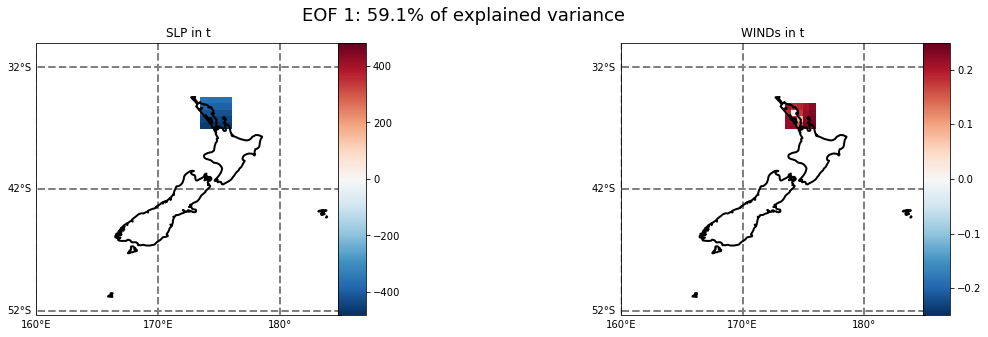 EOF 1: 59.1% of explained variance
SLP in t
WINDs in t
32°S
42°S
52°S
160°E
170°E
180°
400
200
0
−200
−400
32°S
42°S
52°S
160°E
170°E
180°
0.2
0.1
0.0
−0.1
−0.2